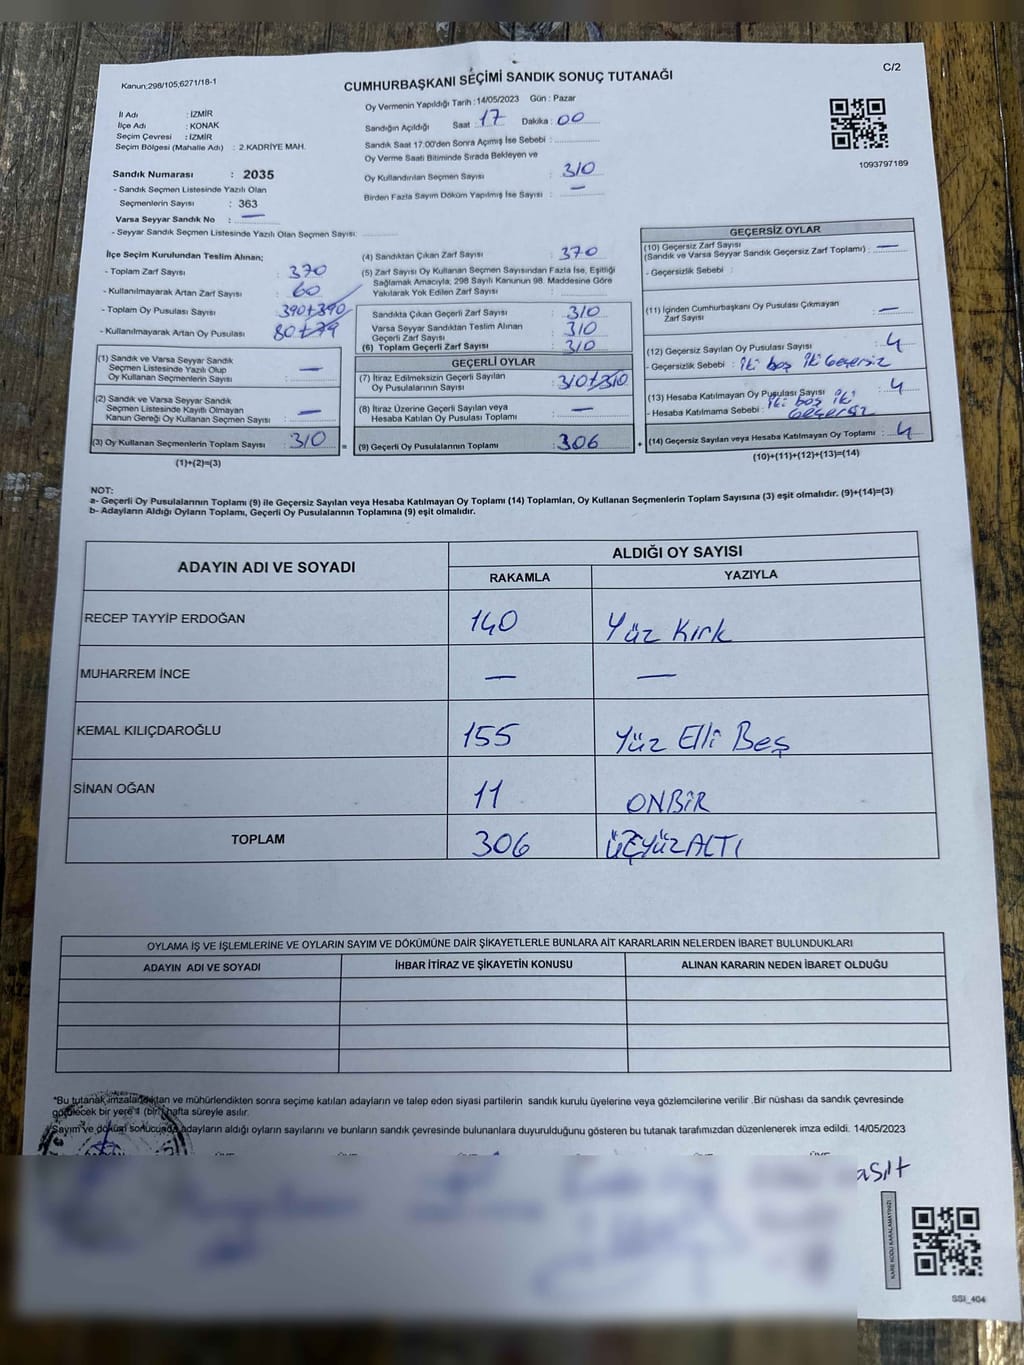 Kanun;298/105;6271/18-1
C/2
CUMHURBAŞKANI SEÇİMİ SANDIK SONUÇ TUTANAĞI
İl Adı : İZMİR
İlçe Adı : KONAK
Seçim Çevresi : İZMİR
Seçim Bölgesi (Mahalle Adı) : 2.KADRİYE MAH.
Sandık Numarası : 2035
- Sandık Seçmen Listesinde Yazılı Olan
Seçmenlerin Sayısı : 363
Varsa Seyyar Sandık No : —
- Seyyar Sandık Seçmen Listesinde Yazılı Olan Seçmen Sayısı:
Oy Vermenin Yapıldığı Tarih :14/05/2023 Gün : Pazar
Sandığın Açıldığı Saat : 17 Dakika : 00
Sandık Saat 17.00'den Sonra Açımış İse Sebebi :
Oy Verme Saati Bitiminde Sırada Bekleyen ve
Oy Kullandırılan Seçmen Sayısı : 310
Birden Fazla Sayım Döküm Yapılmış İse Sayısı : —
1093797189
İlçe Seçim Kurulundan Teslim Alınan;
- Toplam Zarf Sayısı : 370
- Kullanılmayarak Artan Zarf Sayısı : 60
- Toplam Oy Pusulası Sayısı : 390+390
- Kullanılmayarak Artan Oy Pusulası : 80+79
(1) Sandık ve Varsa Seyyar Sandık
Seçmen Listesinde Yazılı Olup
Oy Kullanan Seçmenlerin Sayısı : —
(2) Sandık ve Varsa Seyyar Sandık
Seçmen Listesinde Kayıtlı Olmayan
Kanun Gereği Oy Kullanan Seçmen Sayısı : —
(3) Oy Kullanan Seçmenlerin Toplam Sayısı : 310 =
(1)+(2)=(3)
(4) Sandıktan Çıkan Zarf Sayısı : 370
(5) Zarf Sayısı Oy Kullanan Seçmen Sayısından Fazla İse, Eşitliği
Sağlamak Amacıyla; 298 Sayılı Kanunun 98. Maddesine Göre
Yakılarak Yok Edilen Zarf Sayısı :
Sandıkta Çıkan Geçerli Zarf Sayısı : 310
Varsa Seyyar Sandıktan Teslim Alınan
Geçerli Zarf Sayısı : 310
(6) Toplam Geçerli Zarf Sayısı : 310
GEÇERLİ OYLAR
(7) İtiraz Edilmeksizin Geçerli Sayılan
Oy Pusulalarının Sayısı : 310+310
(8) İtiraz Üzerine Geçerli Sayılan veya
Hesaba Katılan Oy Pusulası Toplamı : —
(9) Geçerli Oy Pusulalarının Toplamı : 306 +
GEÇERSİZ OYLAR
(10) Geçersiz Zarf Sayısı
(Sandık ve Varsa Seyyar Sandık Geçersiz Zarf Toplamı) : —
- Geçersizlik Sebebi :
(11) İçinden Cumhurbaşkanı Oy Pusulası Çıkmayan
Zarf Sayısı : —
(12) Geçersiz Sayılan Oy Pusulası Sayısı : 4
- Geçersizlik Sebebi : iki boş iki Geçersiz
(13) Hesaba Katılmayan Oy Pusulası Sayısı : 4
- Hesaba Katılmama Sebebi : iki boş iki
Geçersiz
(14) Geçersiz Sayılan veya Hesaba Katılmayan Oy Toplamı : 4
(10)+(11)+(12)+(13)=(14)
NOT:
a- Geçerli Oy Pusulalarının Toplamı (9) ile Geçersiz Sayılan veya Hesaba Katılmayan Oy Toplamı (14) Toplamları, Oy Kullanan Seçmenlerin Toplam Sayısına (3) eşit olmalıdır. (9)+(14)=(3)
b- Adayların Aldığı Oyların Toplamı, Geçerli Oy Pusulalarının Toplamına (9) eşit olmalıdır.
ADAYIN ADI VE SOYADI
ALDIĞI OY SAYISI
RAKAMLA YAZIYLA
RECEP TAYYİP ERDOĞAN 140 Yüz Kırk
MUHARREM İNCE — —
KEMAL KILIÇDAROĞLU 155 Yüz Elli Beş
SİNAN OĞAN 11 ONBİR
TOPLAM 306 ÜÇYÜZALTI
OYLAMA İŞ VE İŞLEMLERİNE VE OYLARIN SAYIM VE DÖKÜMÜNE DAİR ŞİKAYETLERLE BUNLARA AİT KARARLARIN NELERDEN İBARET BULUNDUKLARI
ADAYIN ADI VE SOYADI İHBAR İTİRAZ VE ŞİKAYETİN KONUSU ALINAN KARARIN NEDEN İBARET OLDUĞU
*Bu tutanak imzalandıktan ve mühürlendikten sonra seçime katılan adayların ve talep eden siyasi partilerin sandık kurulu üyelerine veya gözlemcilerine verilir .Bir nüshası da sandık çevresinde
görülecek bir yere 1 (bir) hafta süreyle asılır.
Sayım ve döküm sonucunda adayların aldığı oyların sayılarını ve bunların sandık çevresinde bulunanlara duyurulduğunu gösteren bu tutanak tarafımızdan düzenlenerek imza edildi. 14/05/2023
KARE KODU KARALAMAYINIZ!
SSI_404